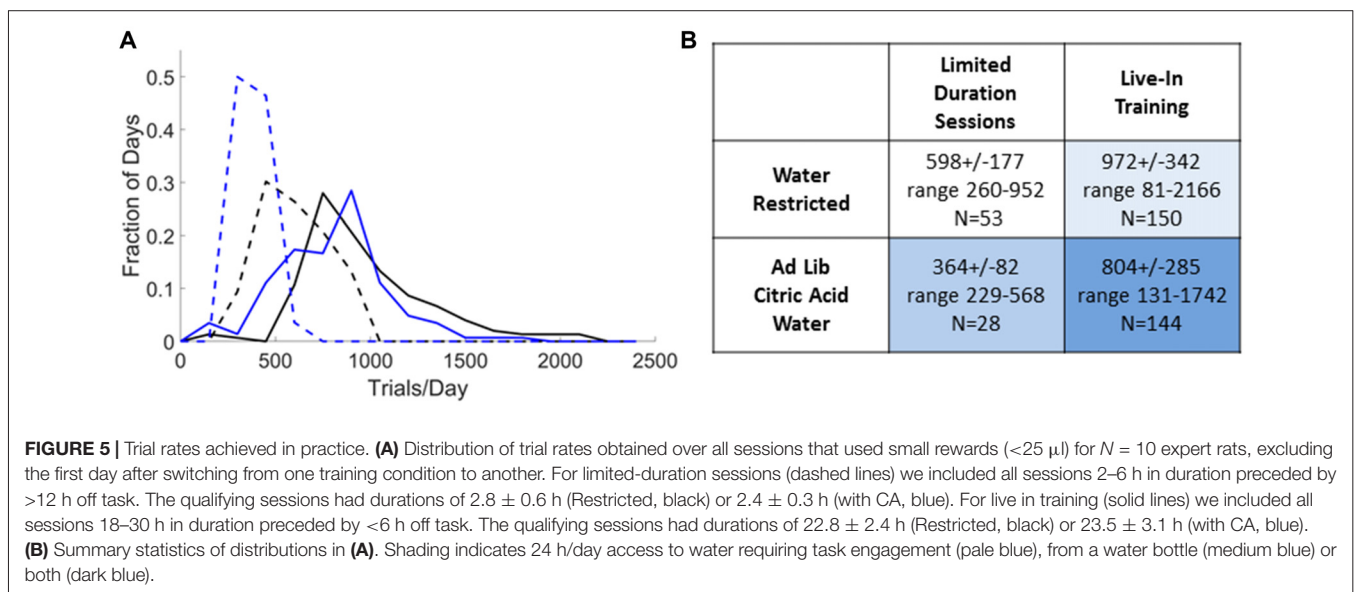 A
Fraction of Days
0.5
0.4
0.3
0.2
0.1
0
0 500 1000 1500 2000 2500
Trials/Day
B
Limited Duration Sessions
Live-In Training
Water Restricted
598+/-177
range 260-952
N=53
972+/-342
range 81-2166
N=150
Ad Lib Citric Acid Water
364+/-82
range 229-568
N=28
804+/-285
range 131-1742
N=144
FIGURE 5 | Trial rates achieved in practice. (A) Distribution of trial rates obtained over all sessions that used small rewards (<25 μl) for N = 10 expert rats, excluding
the first day after switching from one training condition to another. For limited-duration sessions (dashed lines) we included all sessions 2–6 h in duration preceded by
>12 h off task. The qualifying sessions had durations of 2.8 ± 0.6 h (Restricted, black) or 2.4 ± 0.3 h (with CA, blue). For live in training (solid lines) we included all
sessions 18–30 h in duration preceded by <6 h off task. The qualifying sessions had durations of 22.8 ± 2.4 h (Restricted, black) or 23.5 ± 3.1 h (with CA, blue).
(B) Summary statistics of distributions in (A). Shading indicates 24 h/day access to water requiring task engagement (pale blue), from a water bottle (medium blue) or
both (dark blue).